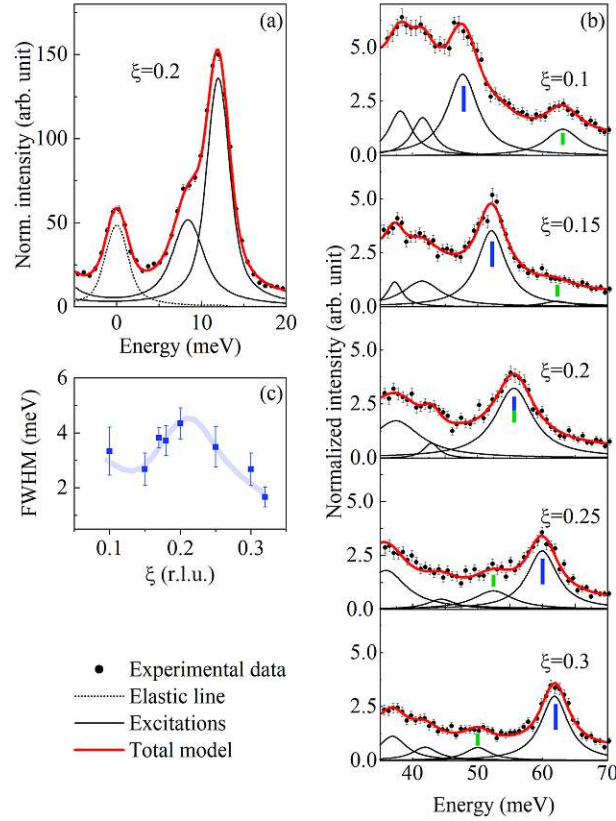 (a)
ξ=0.2
Norm. intensity (arb. unit)
150
100
50
0
0
10
20
Energy (meV)
(c)
FWHM (meV)
6
4
2
0.1
0.2
0.3
ξ (r.l.u.)
Experimental data
Elastic line
Excitations
Total model
(b)
Normalized intensity (arb. unit)
5.0
2.5
0.0
ξ=0.1
5.0
2.5
0.0
ξ=0.15
5.0
2.5
0.0
ξ=0.2
5.0
2.5
0.0
ξ=0.25
5.0
2.5
0.0
ξ=0.3
40
50
60
70
Energy (meV)